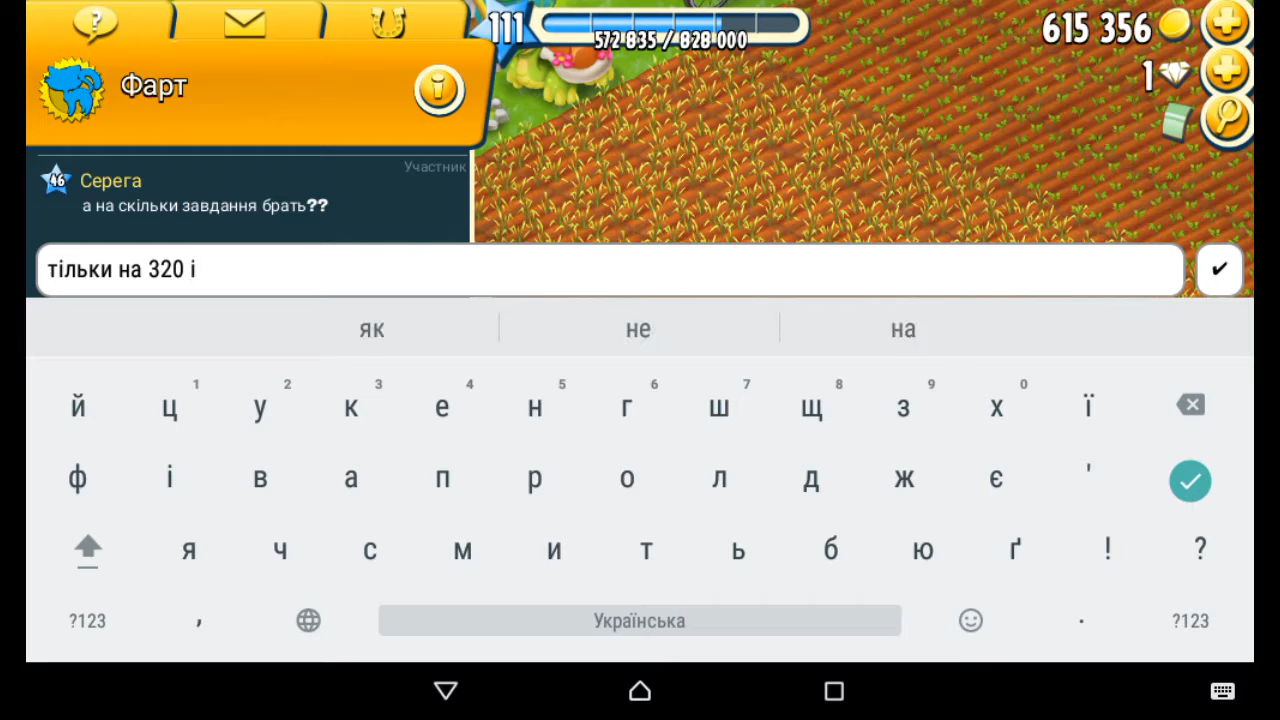 ?
111
572 835 / 828 000
615 356
1
Фарт
Участник
46 Серега
а на скільки завдання брать??
тільки на 320 і
як не на
1 2 3 4 5 6 7 8 9 0
й ц у к е н г ш щ з х ї
ф і в а п р о л д ж є '
я ч с м и т ь б ю ґ ! ?
?123 , Українська . ?123